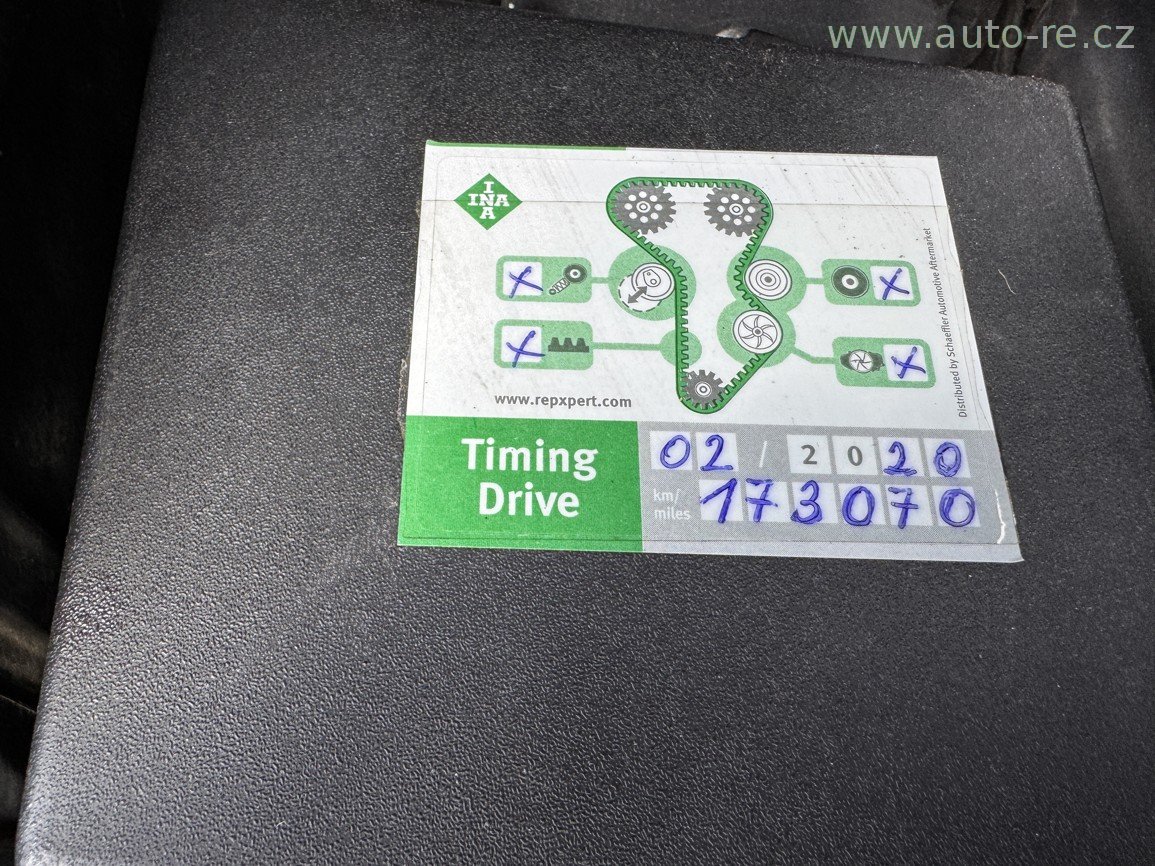 www.auto-re.cz
INA
INA
X
X
X
X
www.repxpert.com
Distributed by Schaeffler Automotive Aftermarket
Timing
Drive
02 / 2020
km/
miles
173070